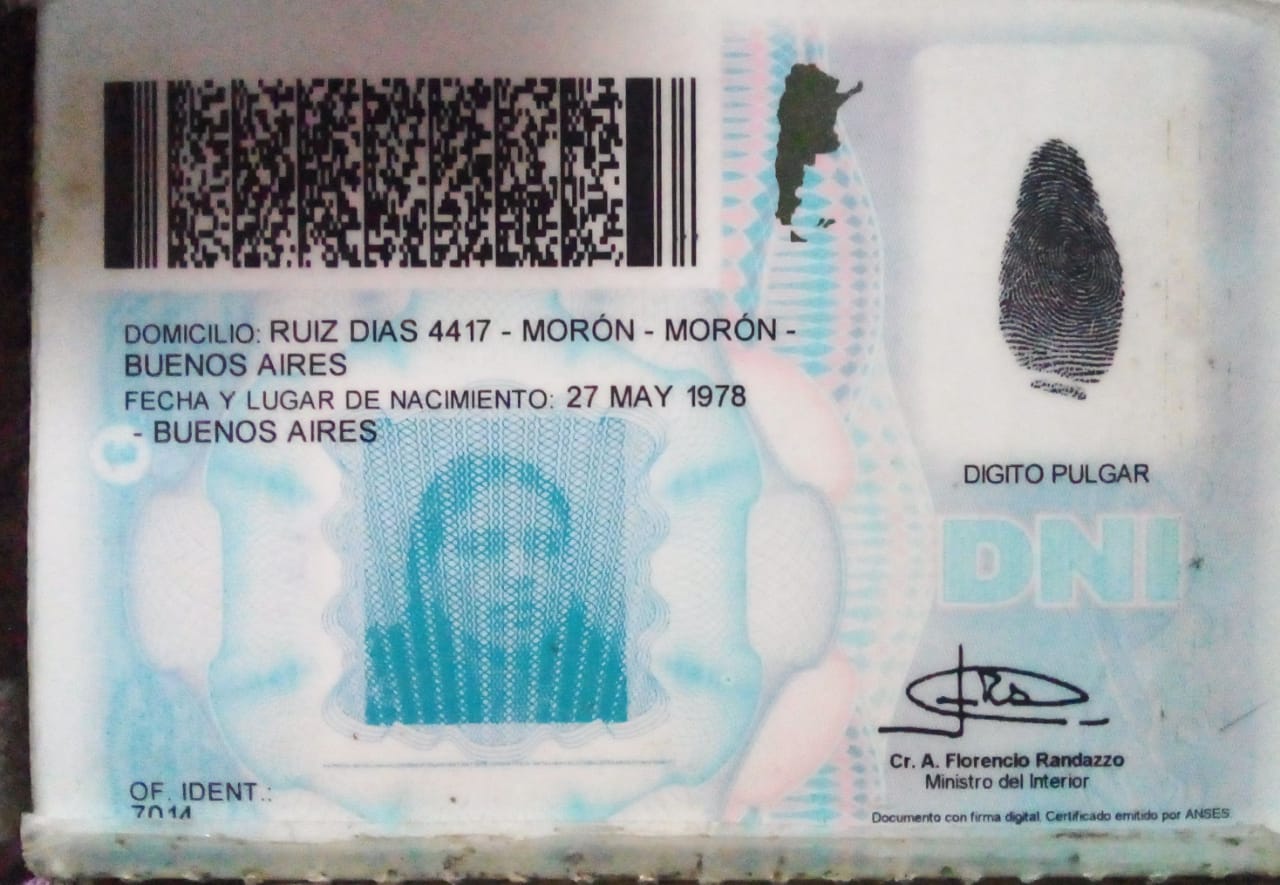 DOMICILIO: RUIZ DIAS 4417 - MORÓN - MORÓN -
BUENOS AIRES
FECHA Y LUGAR DE NACIMIENTO: 27 MAY 1978
- BUENOS AIRES
DIGITO PULGAR
DNI
Cr. A. Florencio Randazzo
Ministro del Interior
OF. IDENT.:
7014
Documento con firma digital. Certificado emitido por ANSES